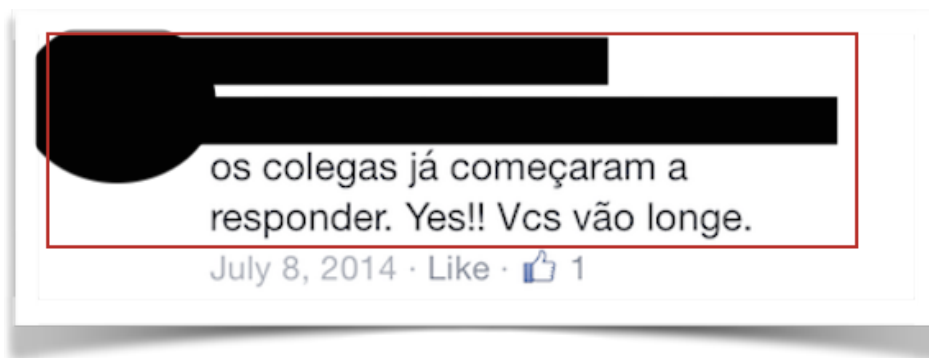 os colegas já começaram a
responder. Yes!! Vcs vão longe.
July 8, 2014 · Like · 1